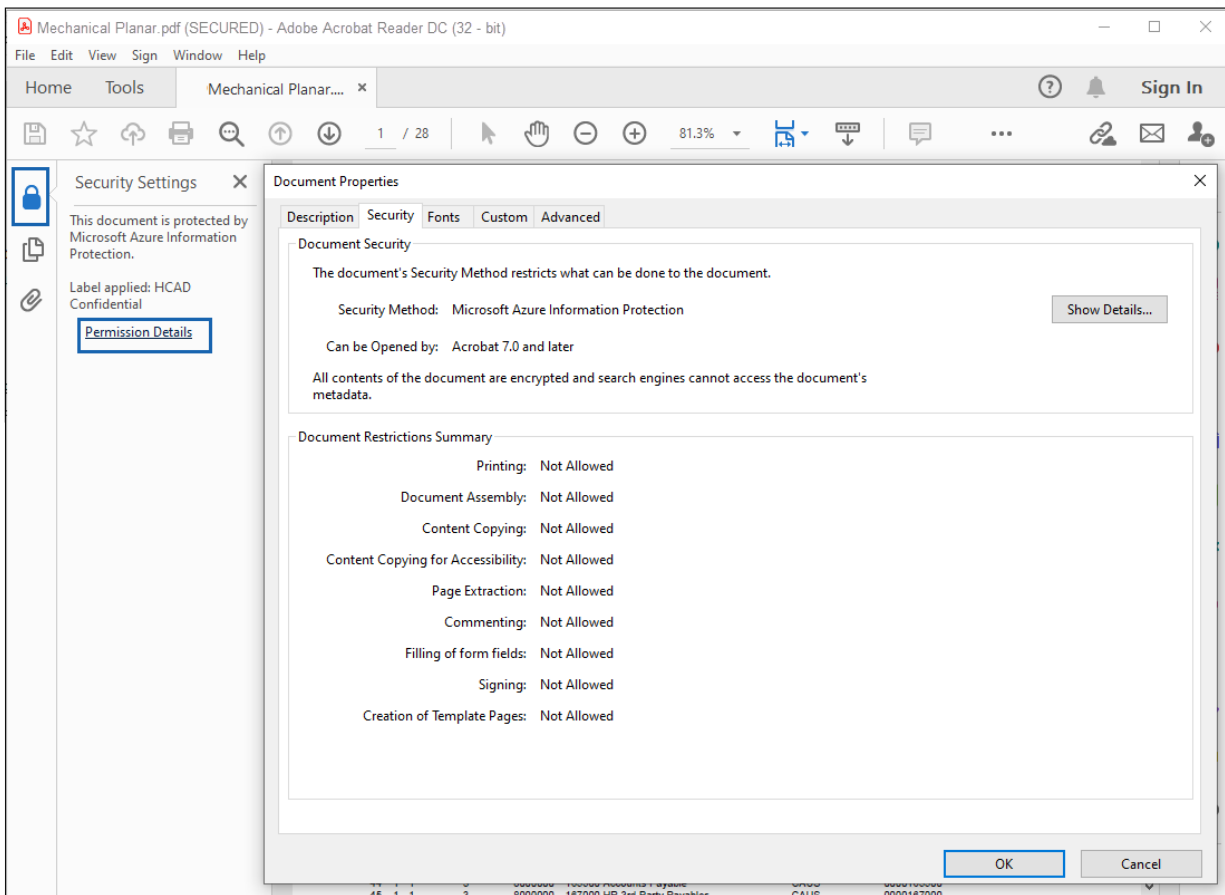 Mechanical Planar.pdf (SECURED) - Adobe Acrobat Reader DC (32 - bit)
File Edit View Sign Window Help
Home Tools Mechanical Planar.... × Sign In
1 / 28 81.3%
Security Settings
This document is protected by
Microsoft Azure Information
Protection.
Label applied: HCAD
Confidential
Permission Details
Document Properties
Description Security Fonts Custom Advanced
Document Security
The document's Security Method restricts what can be done to the document.
Security Method: Microsoft Azure Information Protection Show Details...
Can be Opened by: Acrobat 7.0 and later
All contents of the document are encrypted and search engines cannot access the document's
metadata.
Document Restrictions Summary
Printing: Not Allowed
Document Assembly: Not Allowed
Content Copying: Not Allowed
Content Copying for Accessibility: Not Allowed
Page Extraction: Not Allowed
Commenting: Not Allowed
Filling of form fields: Not Allowed
Signing: Not Allowed
Creation of Template Pages: Not Allowed
OK Cancel